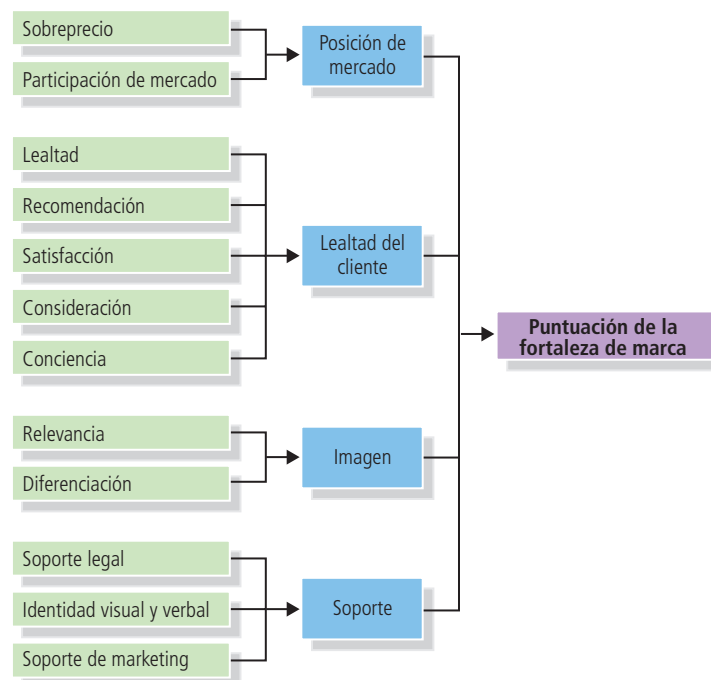 Sobreprecio
Participación de mercado
Posición de
mercado
Lealtad
Recomendación
Satisfacción
Consideración
Conciencia
Lealtad del
cliente
Relevancia
Diferenciación
Imagen
Soporte legal
Identidad visual y verbal
Soporte de marketing
Soporte
Puntuación de la
fortaleza de marca